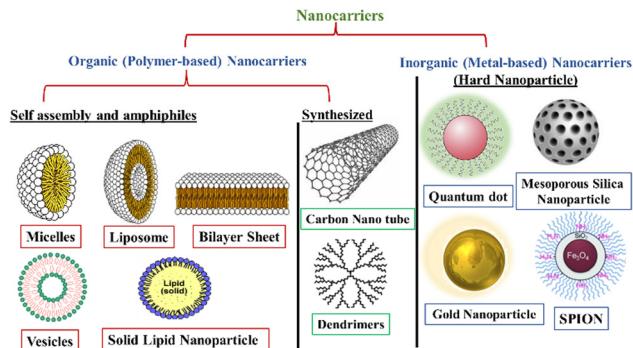 Nanocarriers
Organic (Polymer-based) Nanocarriers
Inorganic (Metal-based) Nanocarriers
(Hard Nanoparticle)
Self assembly and amphiphiles
Synthesized
Micelles
Liposome
Bilayer Sheet
Carbon Nano tube
Quantum dot
Mesoporous Silica
Nanoparticle
Lipid
(solid)
Vesicles
Solid Lipid Nanoparticle
Dendrimers
Gold Nanoparticle
SiO
Fe3O4
SPION